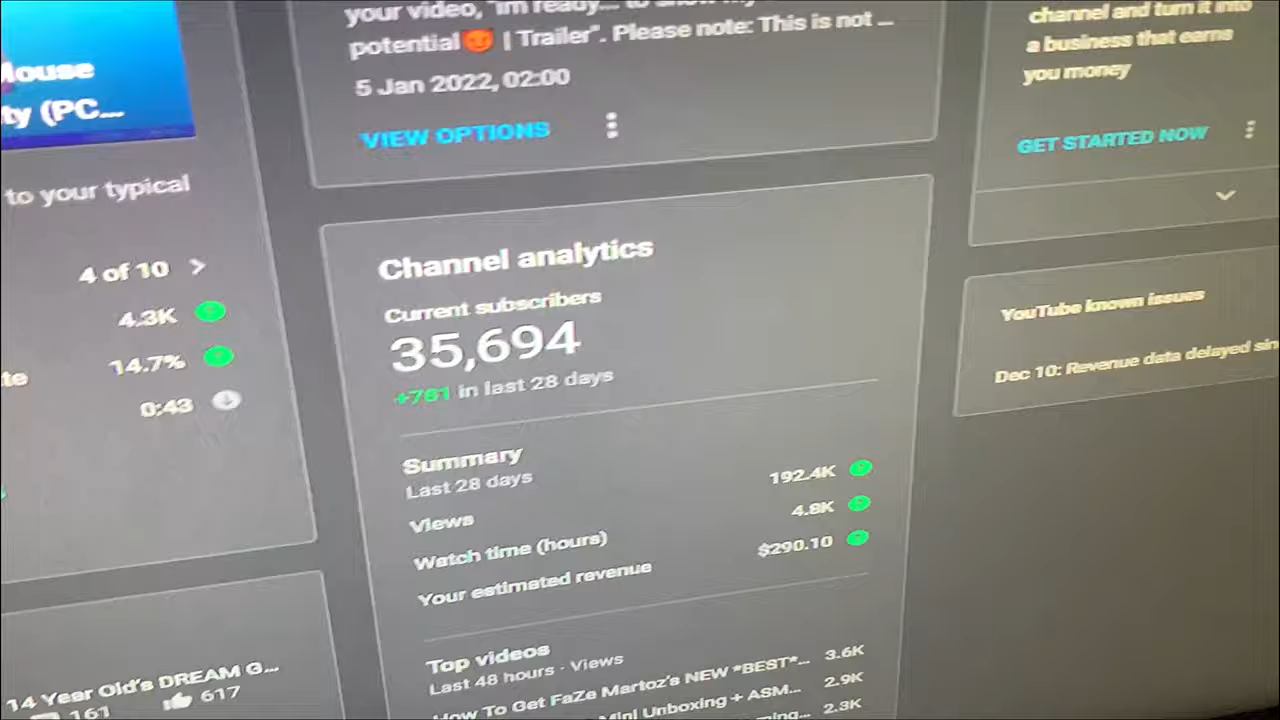 Mouse
ty (PC...
to your typical
4 of 10 >
4.3K
te 14.7%
0:43
14 Year Old's DREAM G...
161 617
your video, "Im ready... to show my
potential😡 | Trailer". Please note: This is not ...
5 Jan 2022, 02:00
VIEW OPTIONS
Channel analytics
Current subscribers
35,694
+761 in last 28 days
Summary
Last 28 days
Views 192.4K
Watch time (hours) 4.8K
Your estimated revenue $290.10
Top videos
Last 48 hours · Views
How To Get FaZe Martoz's NEW *BEST*... 3.6K
Mini Unboxing + ASM... 2.9K
ming... 2.3K
channel and turn it into
a business that earns
you money
GET STARTED NOW
YouTube known issues
Dec 10: Revenue data delayed sin